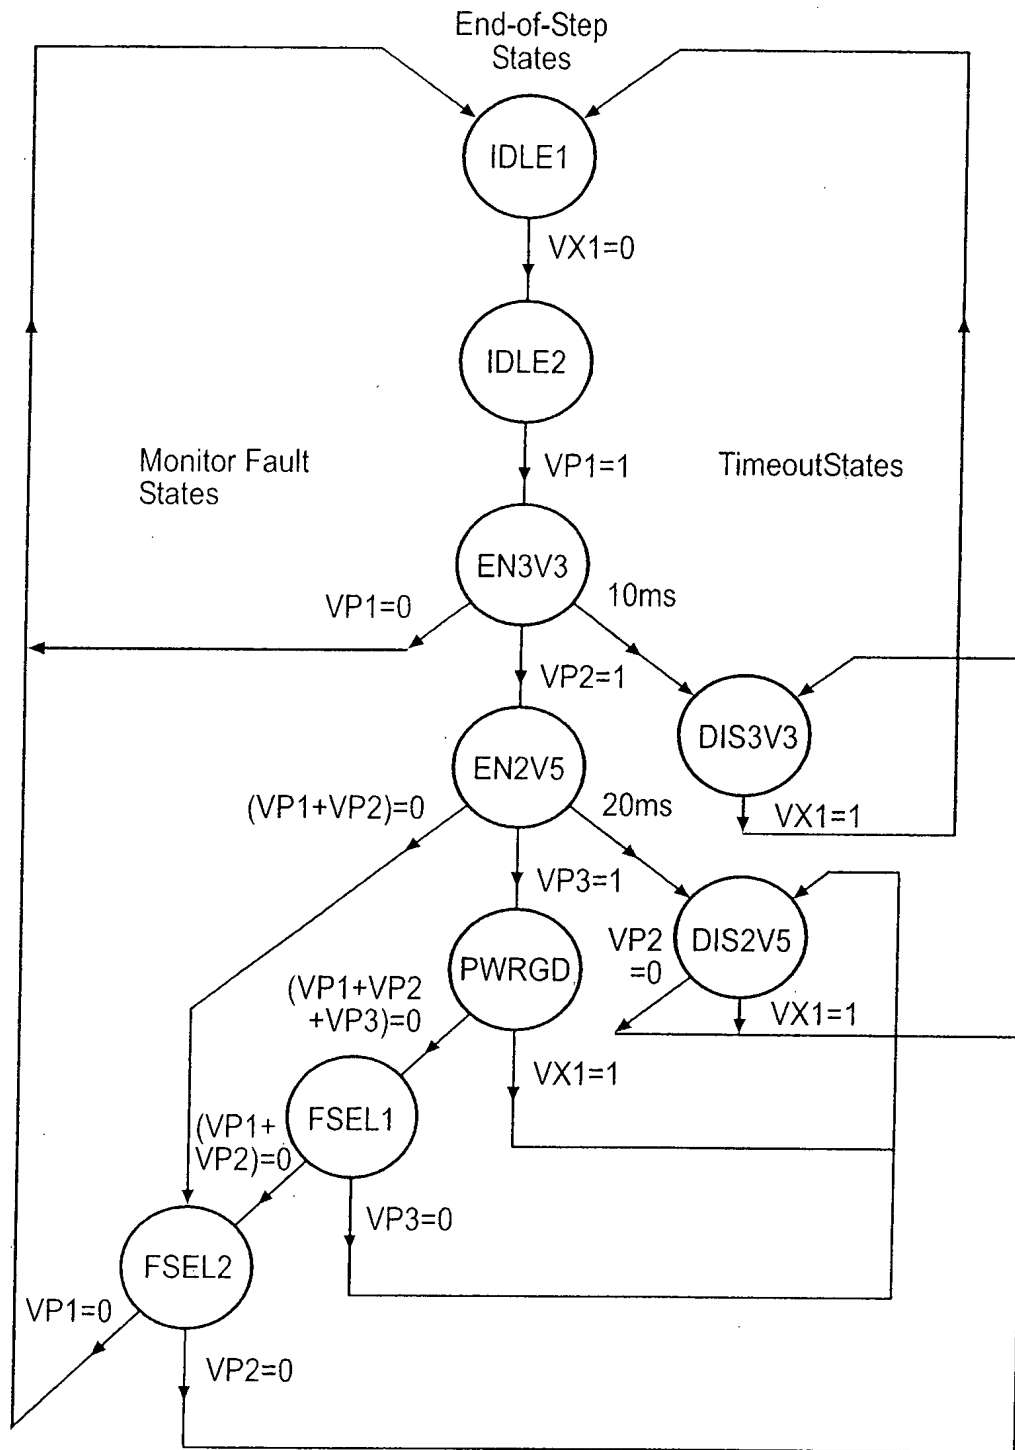 End-of-Step
States
IDLE1
VX1=0
IDLE2
Monitor Fault
States
VP1=1
TimeoutStates
EN3V3
VP1=0
10ms
VP2=1
DIS3V3
EN2V5
(VP1+VP2)=0
20ms
VX1=1
VP3=1
DIS2V5
VP2
=0
PWRGD
(VP1+VP2
+VP3)=0
VX1=1
VX1=1
FSEL1
(VP1+
VP2)=0
VP3=0
FSEL2
VP1=0
VP2=0